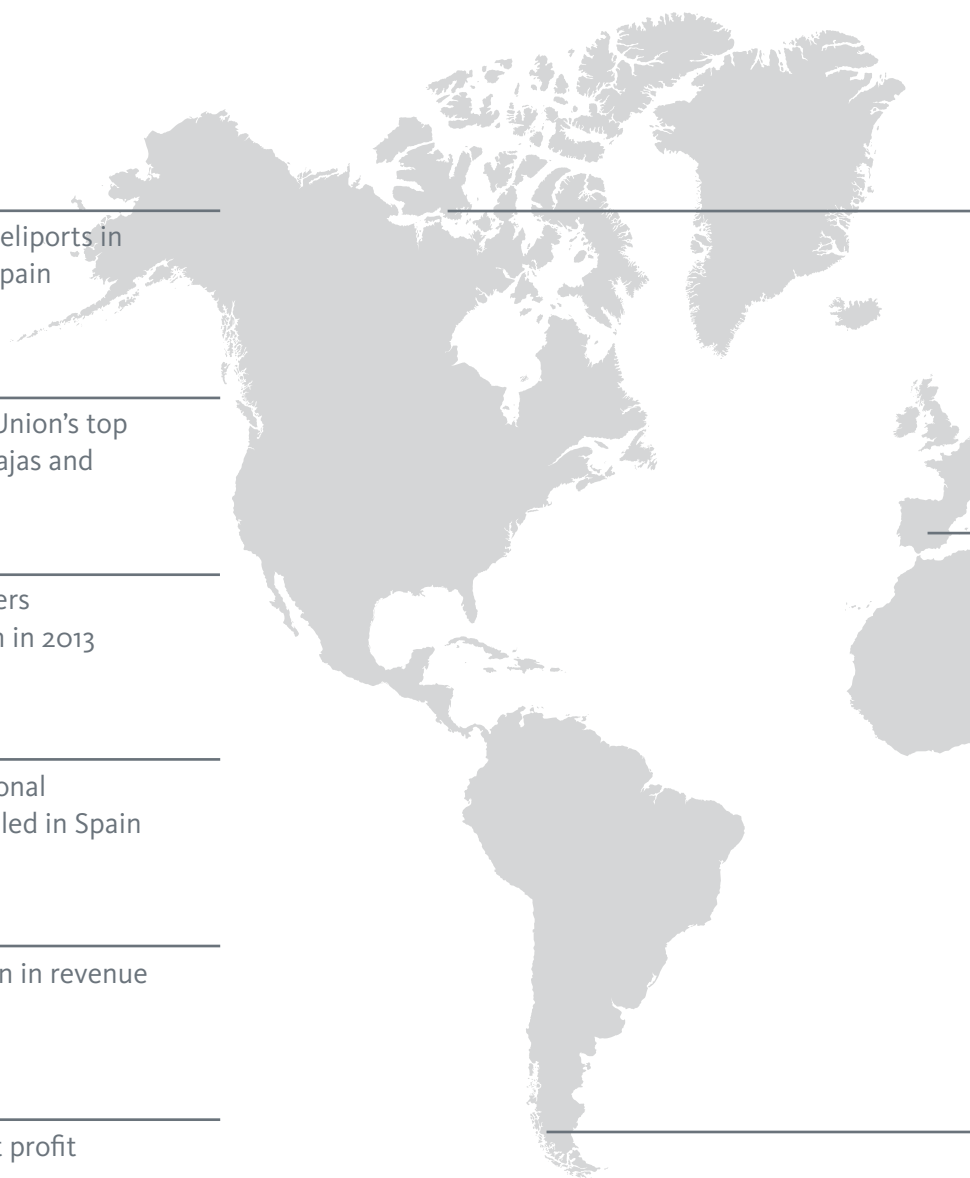 eliports in
pain
Union’s top
ajas and
ers
n in 2013
onal
led in Spain
n in revenue
t profit